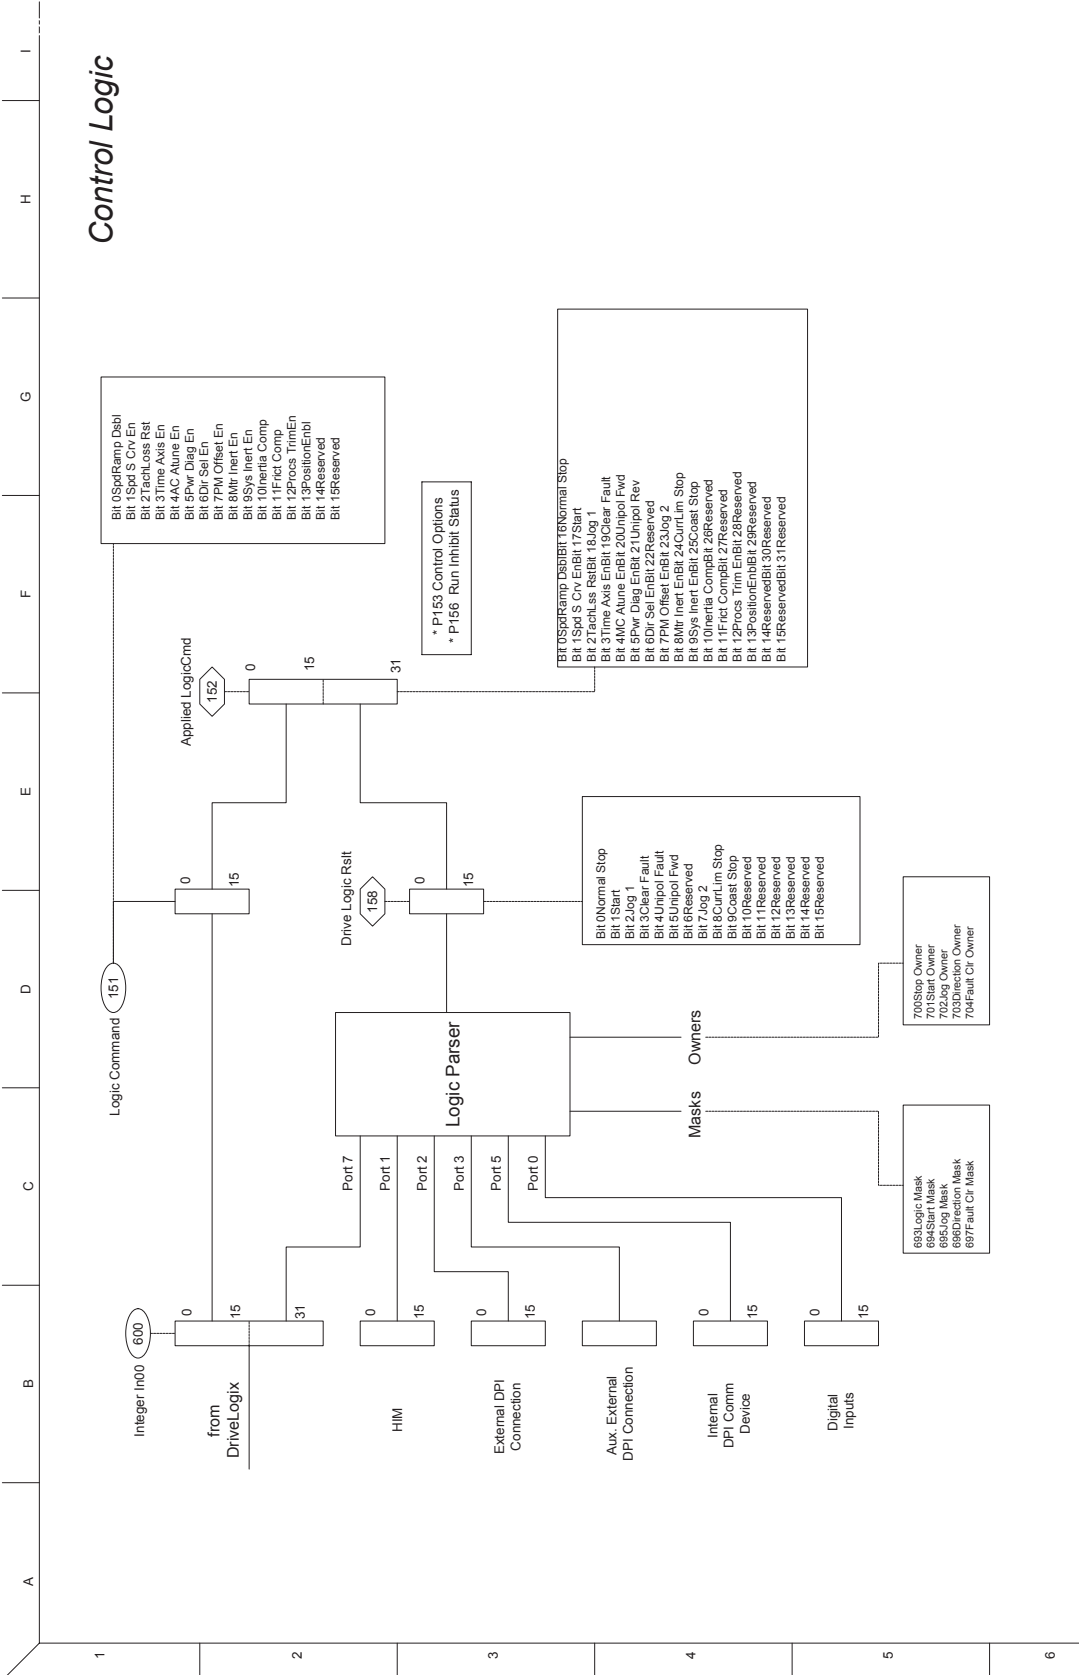 Control Logic
A
B
C
D
E
F
G
H
I
1
2
3
4
5
6
Integer In00
600
from
DriveLogix
0
15
31
HIM
0
15
External DPI
Connection
0
15
Aux. External
DPI Connection
Internal
DPI Comm
Device
0
15
Digital
Inputs
0
15
Port 7
Port 1
Port 2
Port 3
Port 5
Port 0
Logic Parser
Masks
Owners
693Logic Mask
694Start Mask
695Jog Mask
696Direction Mask
697Fault Clr Mask
700Stop Owner
701Start Owner
702Jog Owner
703Direction Owner
704Fault Clr Owner
Logic Command
151
0
15
Drive Logic Rslt
158
0
15
Bit 0Normal Stop
Bit 1Start
Bit 2Jog 1
Bit 3Clear Fault
Bit 4Unipol Fault
Bit 5Unipol Fwd
Bit 6Reserved
Bit 7Jog 2
Bit 8CurrLim Stop
Bit 9Coast Stop
Bit 10Reserved
Bit 11Reserved
Bit 12Reserved
Bit 13Reserved
Bit 14Reserved
Bit 15Reserved
Applied LogicCmd
152
0
15
31
* P153 Control Options
* P156 Run Inhibit Status
Bit 0SpdRamp Dsbl
Bit 1Spd S Crv En
Bit 2TachLoss Rst
Bit 3Time Axis En
Bit 4AC Atune En
Bit 5Pwr Diag En
Bit 6Dir Sel En
Bit 7PM Offset En
Bit 8Mtr Inert En
Bit 9Sys Inert En
Bit 10Inertia Comp
Bit 11Frict Comp
Bit 12Procs TrimEn
Bit 13PositionEnbl
Bit 14Reserved
Bit 15Reserved
Bit 0SpdRamp DsblBit 16Normal Stop
Bit 1Spd S Crv EnBit 17Start
Bit 2TachLss RstBit 18Jog 1
Bit 3Time Axis EnBit 19Clear Fault
Bit 4MC Atune EnBit 20Unipol Fwd
Bit 5Pwr Diag EnBit 21Unipol Rev
Bit 6Dir Sel EnBit 22Reserved
Bit 7PM Offset EnBit 23Jog 2
Bit 8Mtr Inert EnBit 24CurrLim Stop
Bit 9Sys Inert EnBit 25Coast Stop
Bit 10Inertia CompBit 26Reserved
Bit 11Frict CompBit 27Reserved
Bit 12Procs Trim EnBit 28Reserved
Bit 13PositionEnblBit 29Reserved
Bit 14ReservedBit 30Reserved
Bit 15ReservedBit 31Reserved